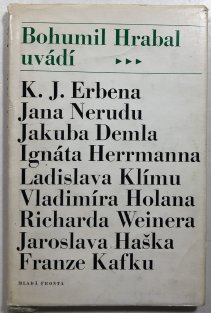 Bohumil Hrabal
uvádí ▸▸▸
K. J. Erbena
Jana Nerudu
Jakuba Demla
Ignáta Herrmanna
Ladislava Klímu
Vladimíra Holana
Richarda Weinera
Jaroslava Haška
Franze Kafku
MLADÁ FRONTA